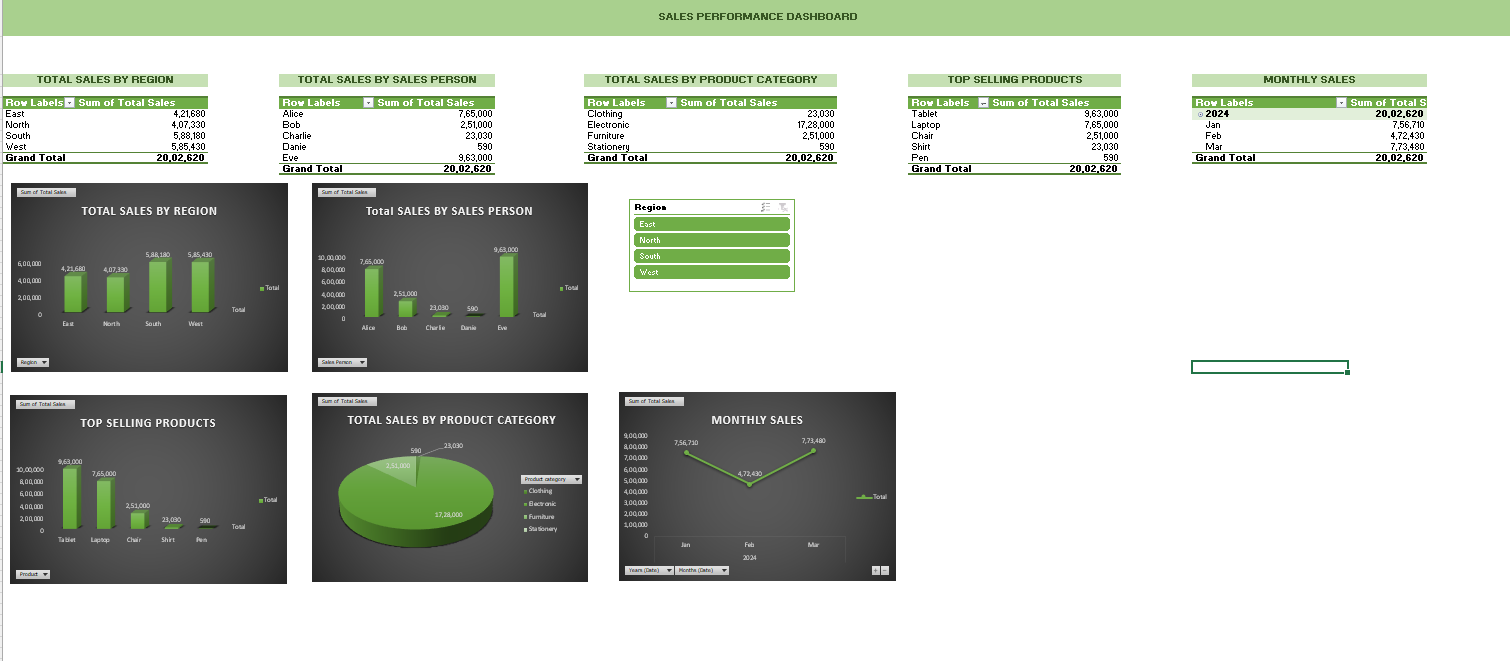 SALES PERFORMANCE DASHBOARD
TOTAL SALES BY REGION
Row Labels Sum of Total Sales
East 4,21,680
North 4,07,330
South 5,88,180
West 5,85,430
Grand Total 20,02,620
TOTAL SALES BY SALES PERSON
Row Labels Sum of Total Sales
Alice 7,65,000
Bob 2,51,000
Charlie 23,030
Danie 590
Eve 9,63,000
Grand Total 20,02,620
TOTAL SALES BY PRODUCT CATEGORY
Row Labels Sum of Total Sales
Clothing 23,030
Electronic 17,28,000
Furniture 2,51,000
Stationery 590
Grand Total 20,02,620
TOP SELLING PRODUCTS
Row Labels Sum of Total Sales
Tablet 9,63,000
Laptop 7,65,000
Chair 2,51,000
Shirt 23,030
Pen 590
Grand Total 20,02,620
MONTHLY SALES
Row Labels Sum of Total S
2024 20,02,620
Jan 7,56,710
Feb 4,72,430
Mar 7,73,480
Grand Total 20,02,620
Sum of Total Sales
TOTAL SALES BY REGION
6,00,000
4,00,000
2,00,000
0
4,21,680
4,07,330
5,88,180
5,85,430
East North South West
Total
Total
Region
Sum of Total Sales
Total SALES BY SALES PERSON
10,00,000
8,00,000
6,00,000
4,00,000
2,00,000
0
7,65,000
2,51,000
23,030
590
9,63,000
Alice Bob Charlie Danie Eve
Total
Total
Sales Person
Region
East
North
South
West
Sum of Total Sales
TOP SELLING PRODUCTS
10,00,000
8,00,000
6,00,000
4,00,000
2,00,000
0
9,63,000
7,65,000
2,51,000
23,030
590
Tablet Laptop Chair Shirt Pen
Total
Total
Product
Sum of Total Sales
TOTAL SALES BY PRODUCT CATEGORY
590
23,030
2,51,000
17,28,000
Product category
Clothing
Electronic
Furniture
Stationery
Sum of Total Sales
MONTHLY SALES
9,00,000
8,00,000
7,00,000
6,00,000
5,00,000
4,00,000
3,00,000
2,00,000
1,00,000
0
7,56,710
4,72,430
7,73,480
Jan Feb Mar
2024
Total
Years (Date) Months (Date)